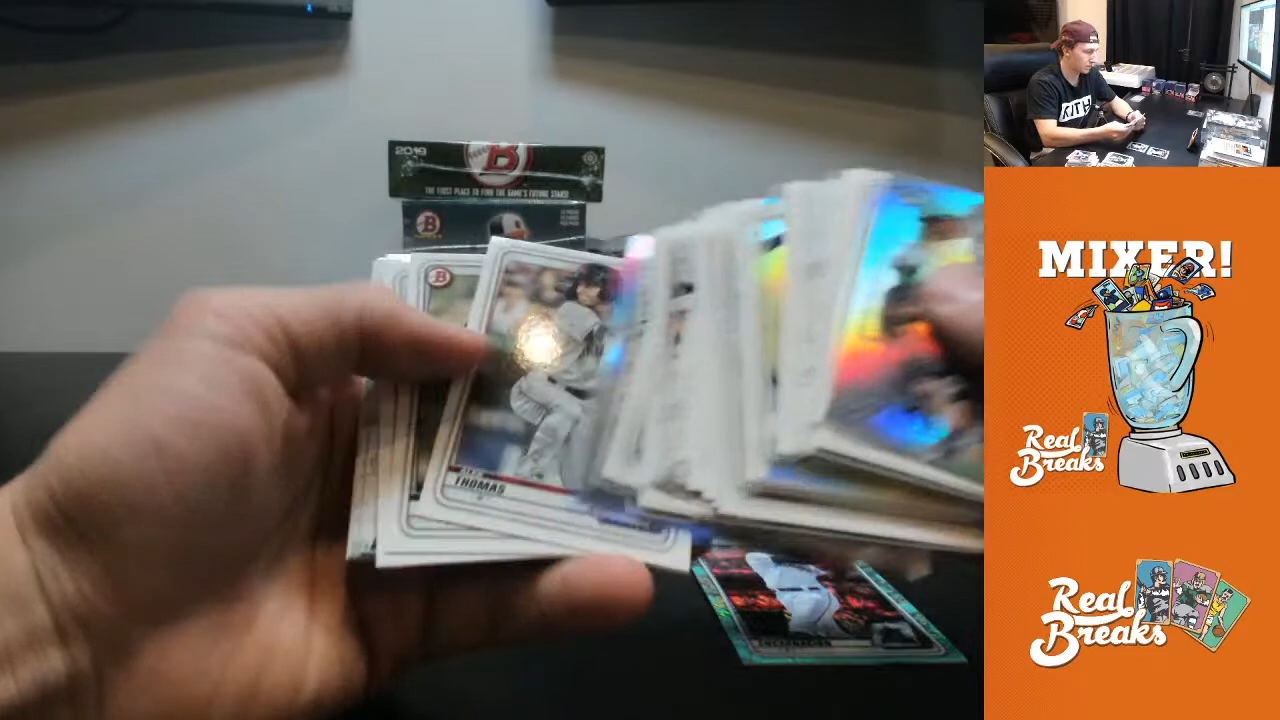 2019
B
THE FIRST PLACE TO FIND THE GAME'S FUTURE STARS!
B
B
THOMAS
KITH
MIXER!
Real
Breaks
Real
Breaks